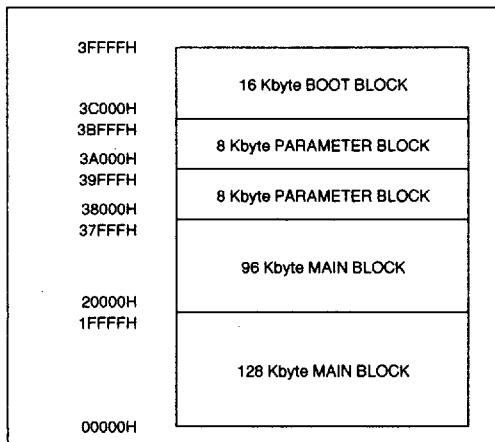 3FFFFH
16 Kbyte BOOT BLOCK
3C000H
3BFFFH
8 Kbyte PARAMETER BLOCK
3A000H
39FFFH
8 Kbyte PARAMETER BLOCK
38000H
37FFFH
96 Kbyte MAIN BLOCK
20000H
1FFFFH
128 Kbyte MAIN BLOCK
00000H